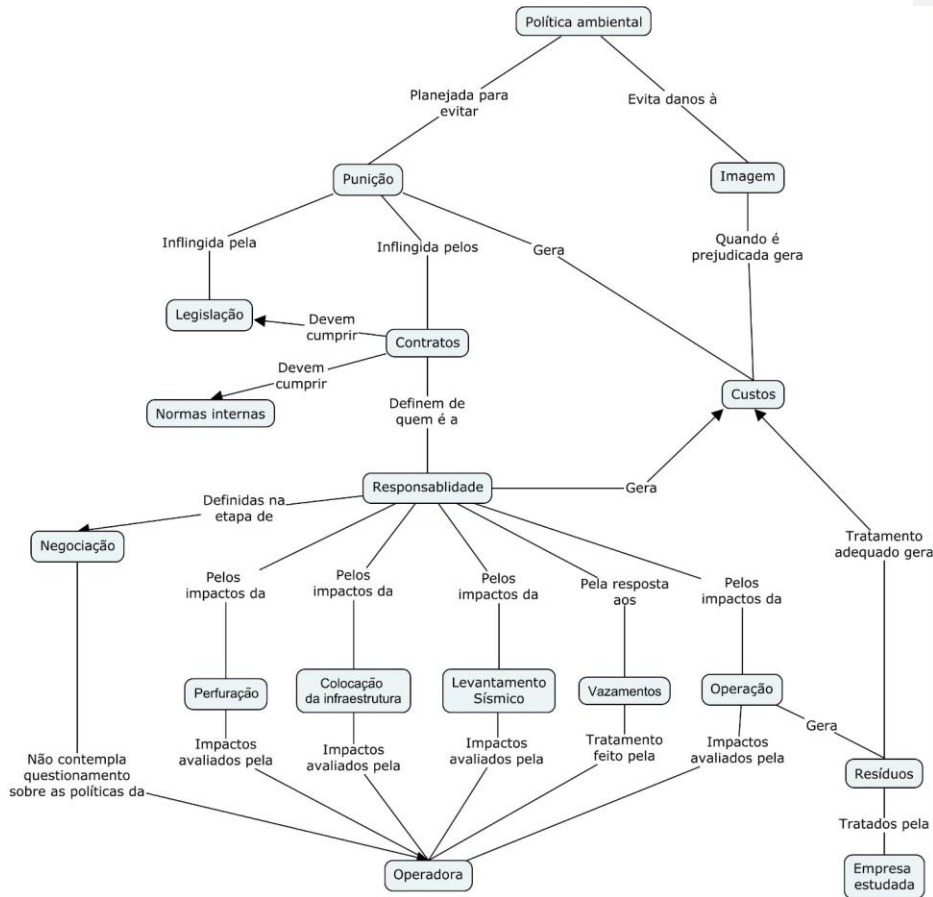 Política ambiental
Planejada para
evitar
Evita danos à
Punição
Imagem
Inflingida pela
Inflingida pelos
Gera
Quando é
prejudicada gera
Legislação
Devem
cumprir
Contratos
Devem
cumprir
Normas internas
Definem de
quem é a
Custos
Responsablidade
Gera
Definidas na
etapa de
Negociação
Tratamento
adequado gera
Pelos
impactos da
Pelos
impactos da
Pelos
impactos da
Pela resposta
aos
Pelos
impactos da
Perfuração
Colocação
da infraestrutura
Levantamento
Sísmico
Vazamentos
Operação
Gera
Não contempla
questionamento
sobre as políticas da
Impactos
avaliados pela
Impactos
avaliados pela
Impactos
avaliados pela
Tratamento
feito pela
Impactos
avaliados pela
Resíduos
Tratados pela
Operadora
Empresa
estudada